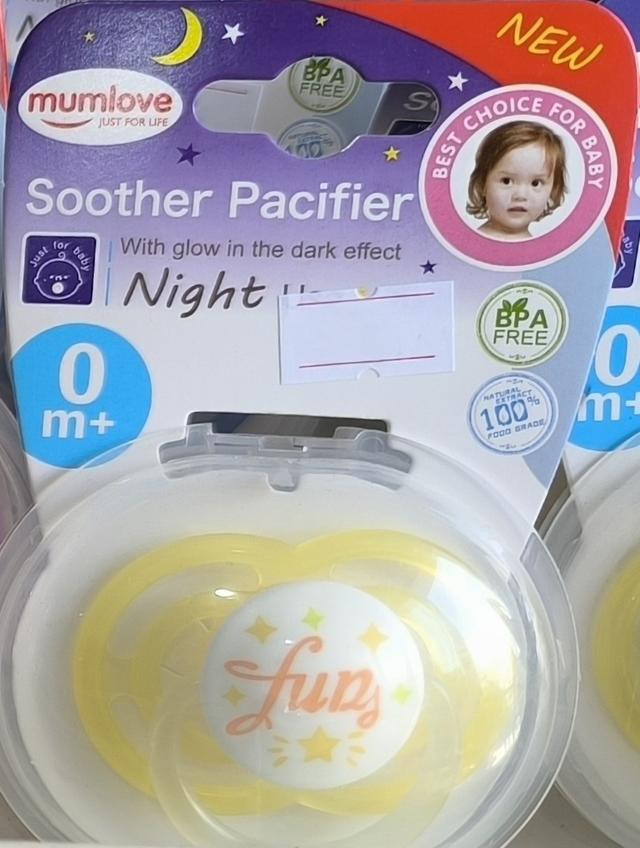 NEW
BPA
FREE
mumlove
JUST FOR LIFE
BEST CHOICE FOR BABY
Soother Pacifier
Just for baby
With glow in the dark effect
Night
BPA
FREE
0
m+
NATURAL
EXTRACT
100%
FOOD GRADE
0
m+
fun